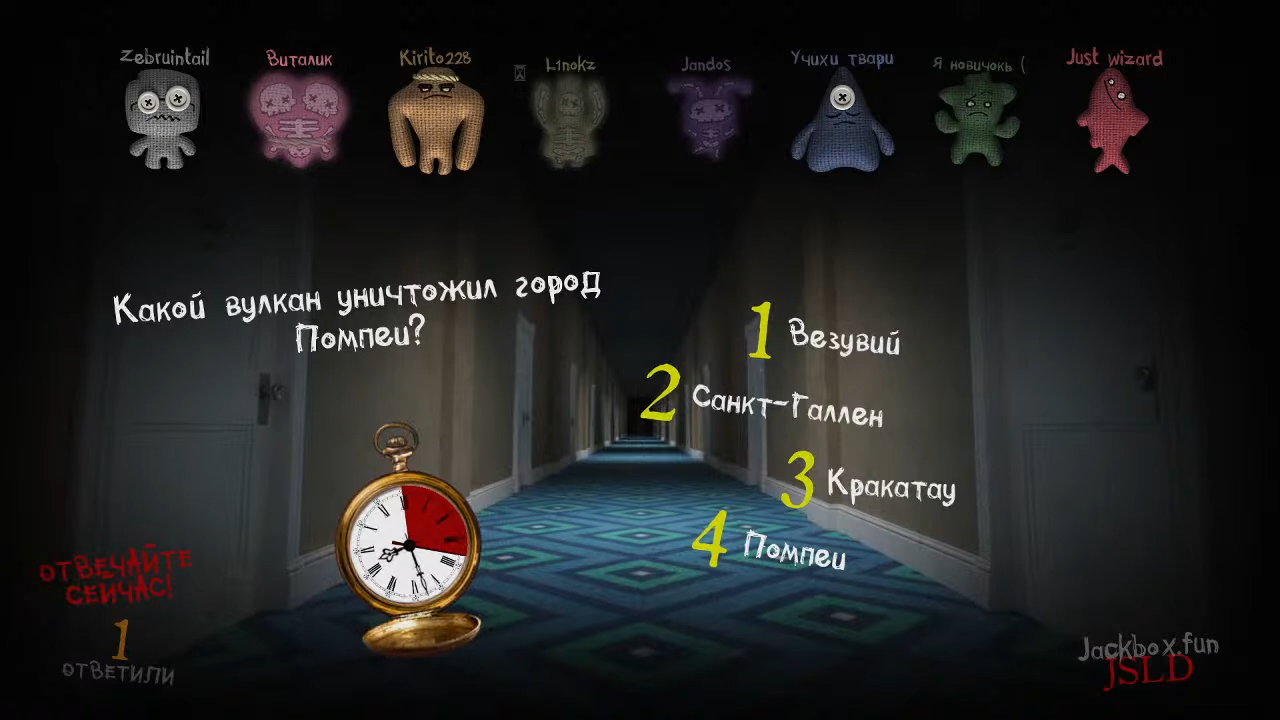 Zebruintail
Виталик
Kirito228
L1nokz
Jandos
Учихи твари
Я новичокь (
Just wizard
Какой вулкан уничтожил город
Помпеи?
1 Везувий
2 Санкт-Галлен
3 Кракатау
4 Помпеи
ОТВЕЧАЙТЕ
СЕЙЧАС!
1
ОТВЕТИЛИ
Jackbox.fun
JSLD